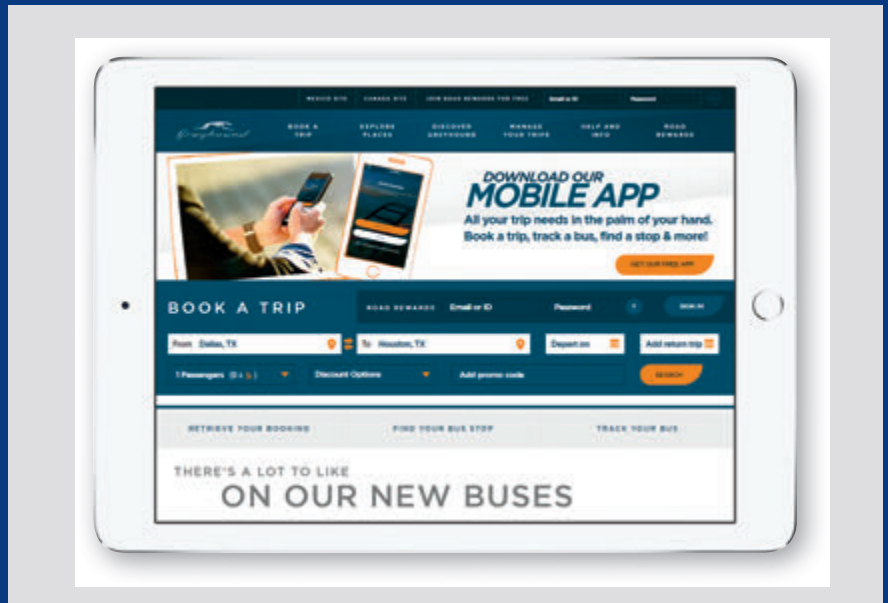 MEXICO SITE CANADA SITE JOIN ROAD REWARDS FOR FREE Email or ID Password
Greyhound
BOOK A TRIP
EXPLORE PLACES
DISCOVER GREYHOUND
MANAGE YOUR TRIPS
HELP AND INFO
ROAD REWARDS
DOWNLOAD OUR
MOBILE APP
All your trip needs in the palm of your hand.
Book a trip, track a bus, find a stop & more!
GET OUR FREE APP
BOOK A TRIP ROAD REWARDS Email or ID Password SIGN IN
From Dallas, TX To Houston, TX Depart on Add return trip
1 Passengers Discount Options Add promo code SEARCH
RETRIEVE YOUR BOOKING FIND YOUR BUS STOP TRACK YOUR BUS
THERE'S A LOT TO LIKE
ON OUR NEW BUSES